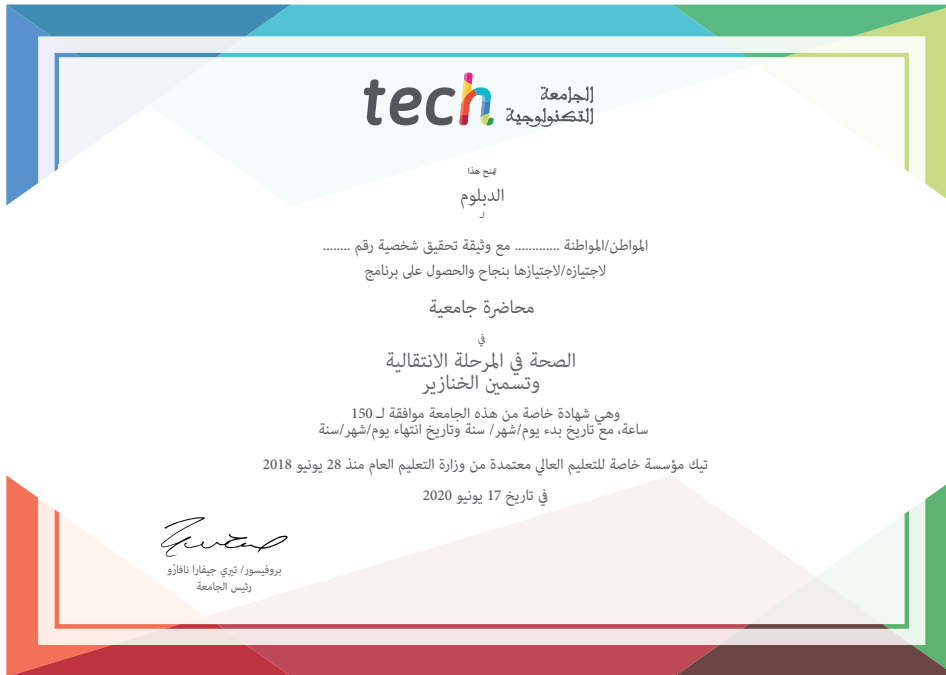 tech الجامعة
التكنولوجية
يمنح هذا
الدبلوم
لـ
المواطن/المواطنة ............ مع وثيقة تحقيق شخصية رقم ........
لاجتيازه/لاجتيازها بنجاح والحصول على برنامج
محاضرة جامعية
في
الصحة في المرحلة الانتقالية
وتسمين الخنازير
وهي شهادة خاصة من هذه الجامعة موافقة لـ 150
ساعة، مع تاريخ بدء يوم/شهر/ سنة وتاريخ انتهاء يوم/شهر/سنة
تيك مؤسسة خاصة للتعليم العالي معتمدة من وزارة التعليم العام منذ 28 يونيو 2018
في تاريخ 17 يونيو 2020
بروفيسور/ تيري جيفارا نافارّو
رئيس الجامعة